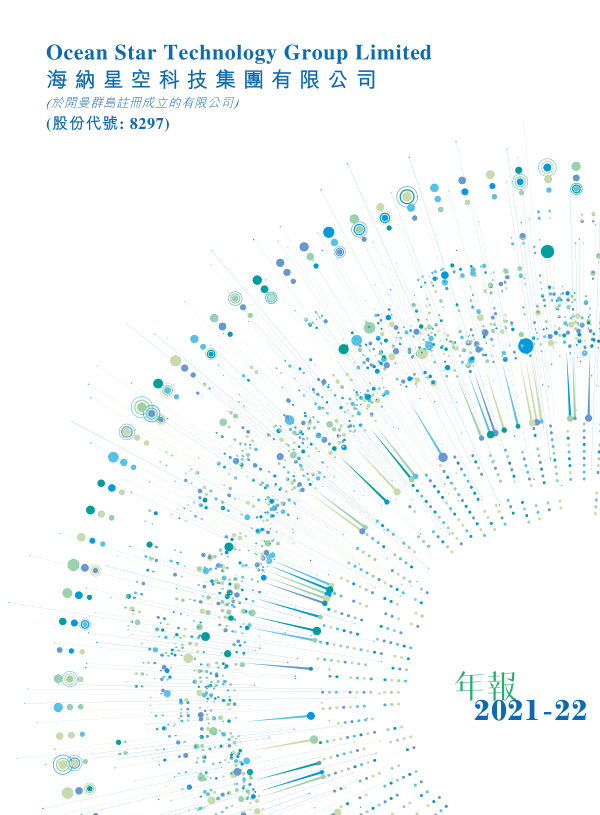 Ocean Star Technology Group Limited
海納星空科技集團有限公司
(於開曼群島註冊成立的有限公司)
(股份代號: 8297)
年報
2021-22